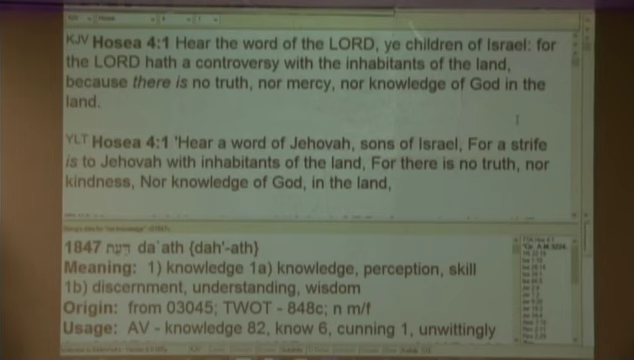 KJV Hosea 4:1 Hear the word of the LORD, ye children of Israel: for
the LORD hath a controversy with the inhabitants of the land,
because there is no truth, nor mercy, nor knowledge of God in the
land.
YLT Hosea 4:1 'Hear a word of Jehovah, sons of Israel, For a strife
is to Jehovah with inhabitants of the land, For there is no truth, nor
kindness, Nor knowledge of God, in the land,
1847 דַּעַת da`ath {dah'-ath}
Meaning: 1) knowledge 1a) knowledge, perception, skill
1b) discernment, understanding, wisdom
Origin: from 03045; TWOT - 848c; n m/f
Usage: AV - knowledge 82, know 6, cunning 1, unwittingly